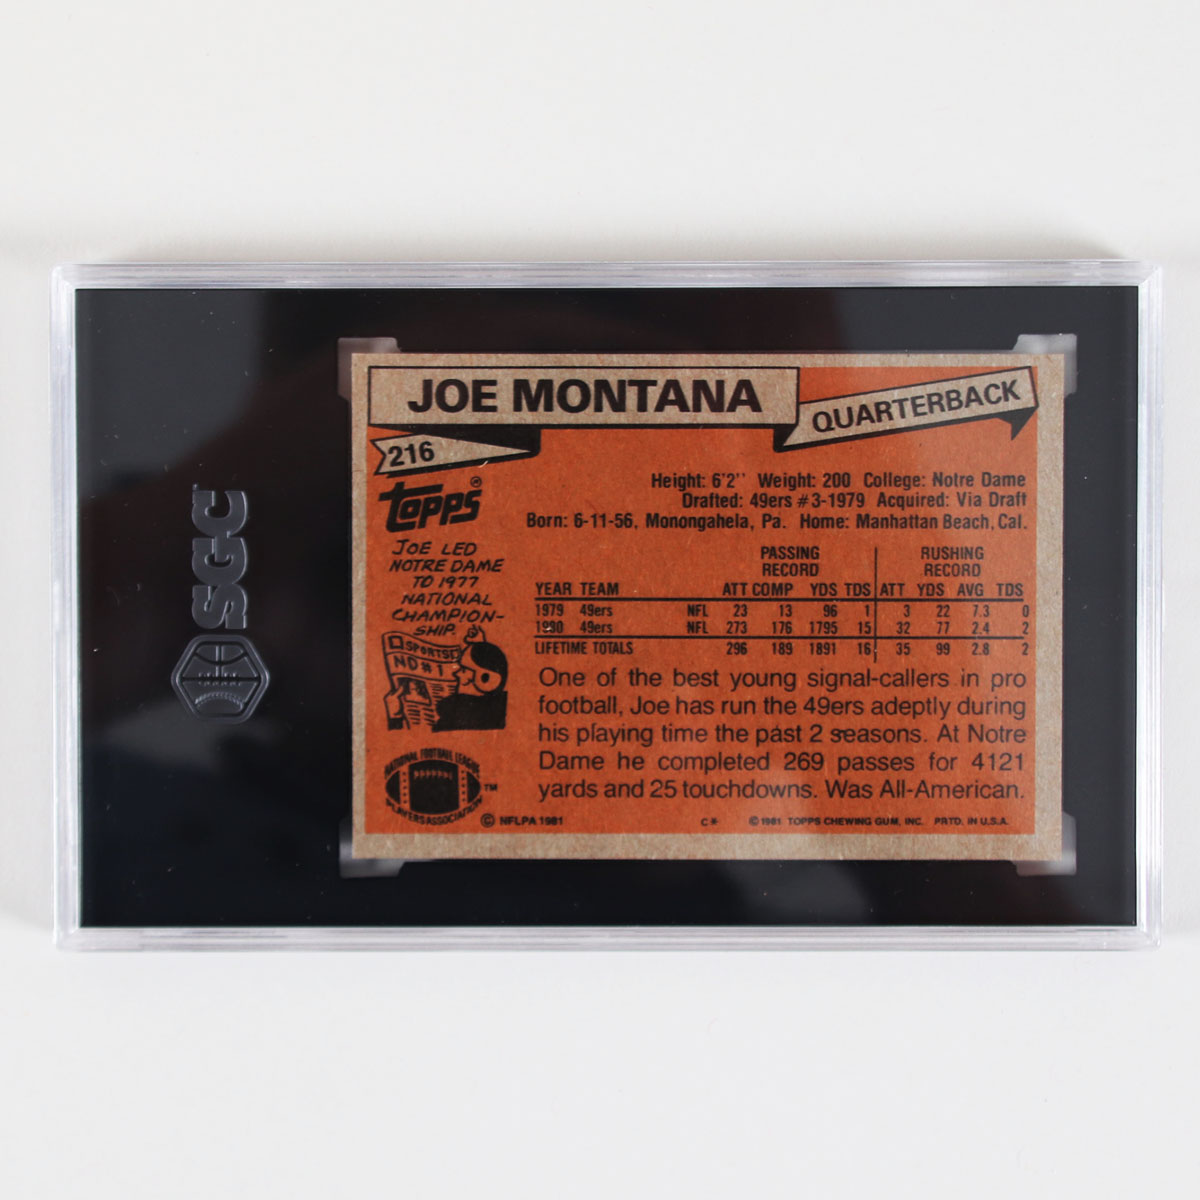 SGC
JOE MONTANA
QUARTERBACK
216
TOPPS®
Height: 6'2'' Weight: 200 College: Notre Dame
Drafted: 49ers #3-1979 Acquired: Via Draft
Born: 6-11-56, Monongahela, Pa. Home: Manhattan Beach, Cal.
JOE LED
NOTRE DAME
TO 1977
NATIONAL
CHAMPION-
SHIP.
SPORTS
NO #1
PASSING RUSHING
RECORD RECORD
YEAR TEAM ATT COMP YDS TDS ATT YDS AVG TDS
1979 49ers NFL 23 13 96 1 3 22 7.3 0
1980 49ers NFL 273 176 1795 15 32 77 2.4 2
LIFETIME TOTALS 296 189 1891 16 35 99 2.8 2
One of the best young signal-callers in pro
football, Joe has run the 49ers adeptly during
his playing time the past 2 seasons. At Notre
Dame he completed 269 passes for 4121
yards and 25 touchdowns. Was All-American.
NATIONAL FOOTBALL LEAGUE
PLAYERS ASSOCIATION
TM
© NFLPA 1981
C*
© 1981 TOPPS CHEWING GUM, INC. PRTD. IN U.S.A.